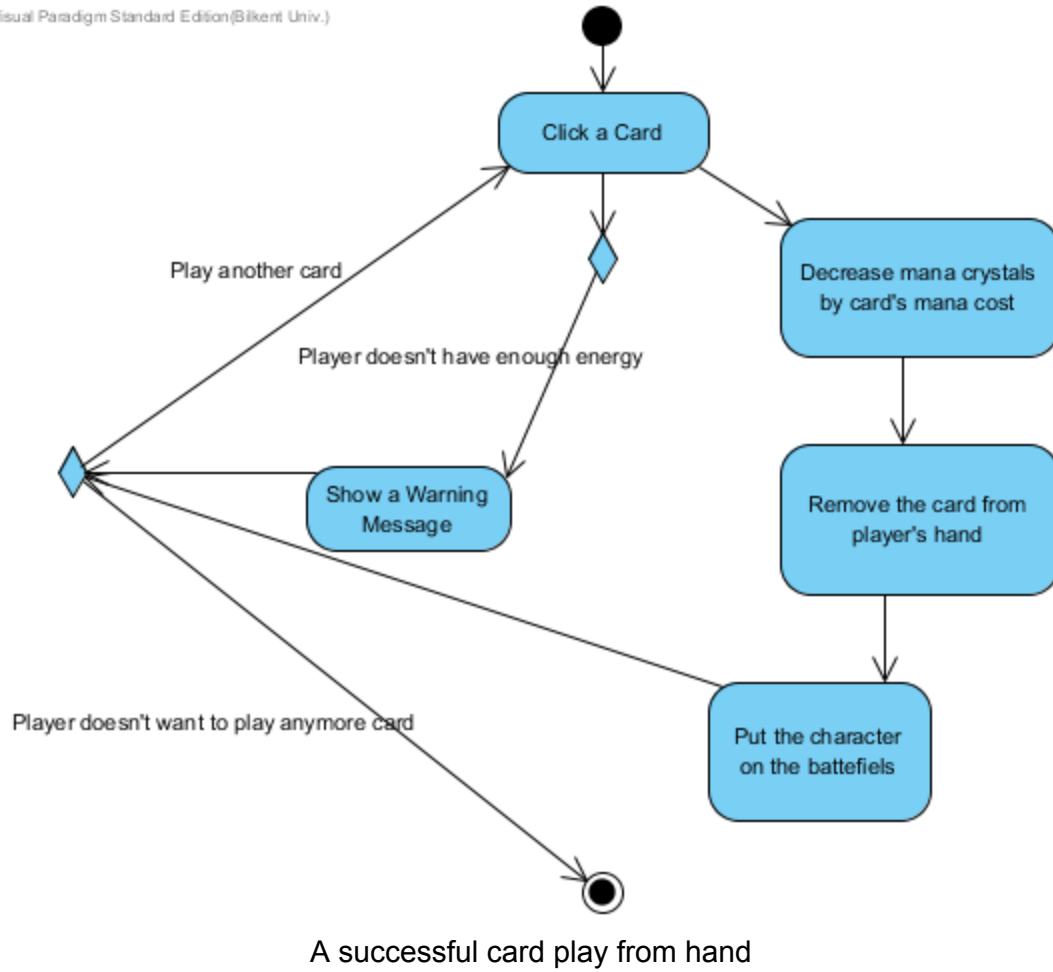 isual Paradigm Standard Edition(Bilkent Univ.)
Click a Card
Decrease mana crystals
by card's mana cost
Play another card
Player doesn't have enough energy
Show a Warning
Message
Remove the card from
player's hand
Player doesn't want to play anymore card
Put the character
on the battefiels
A successful card play from hand